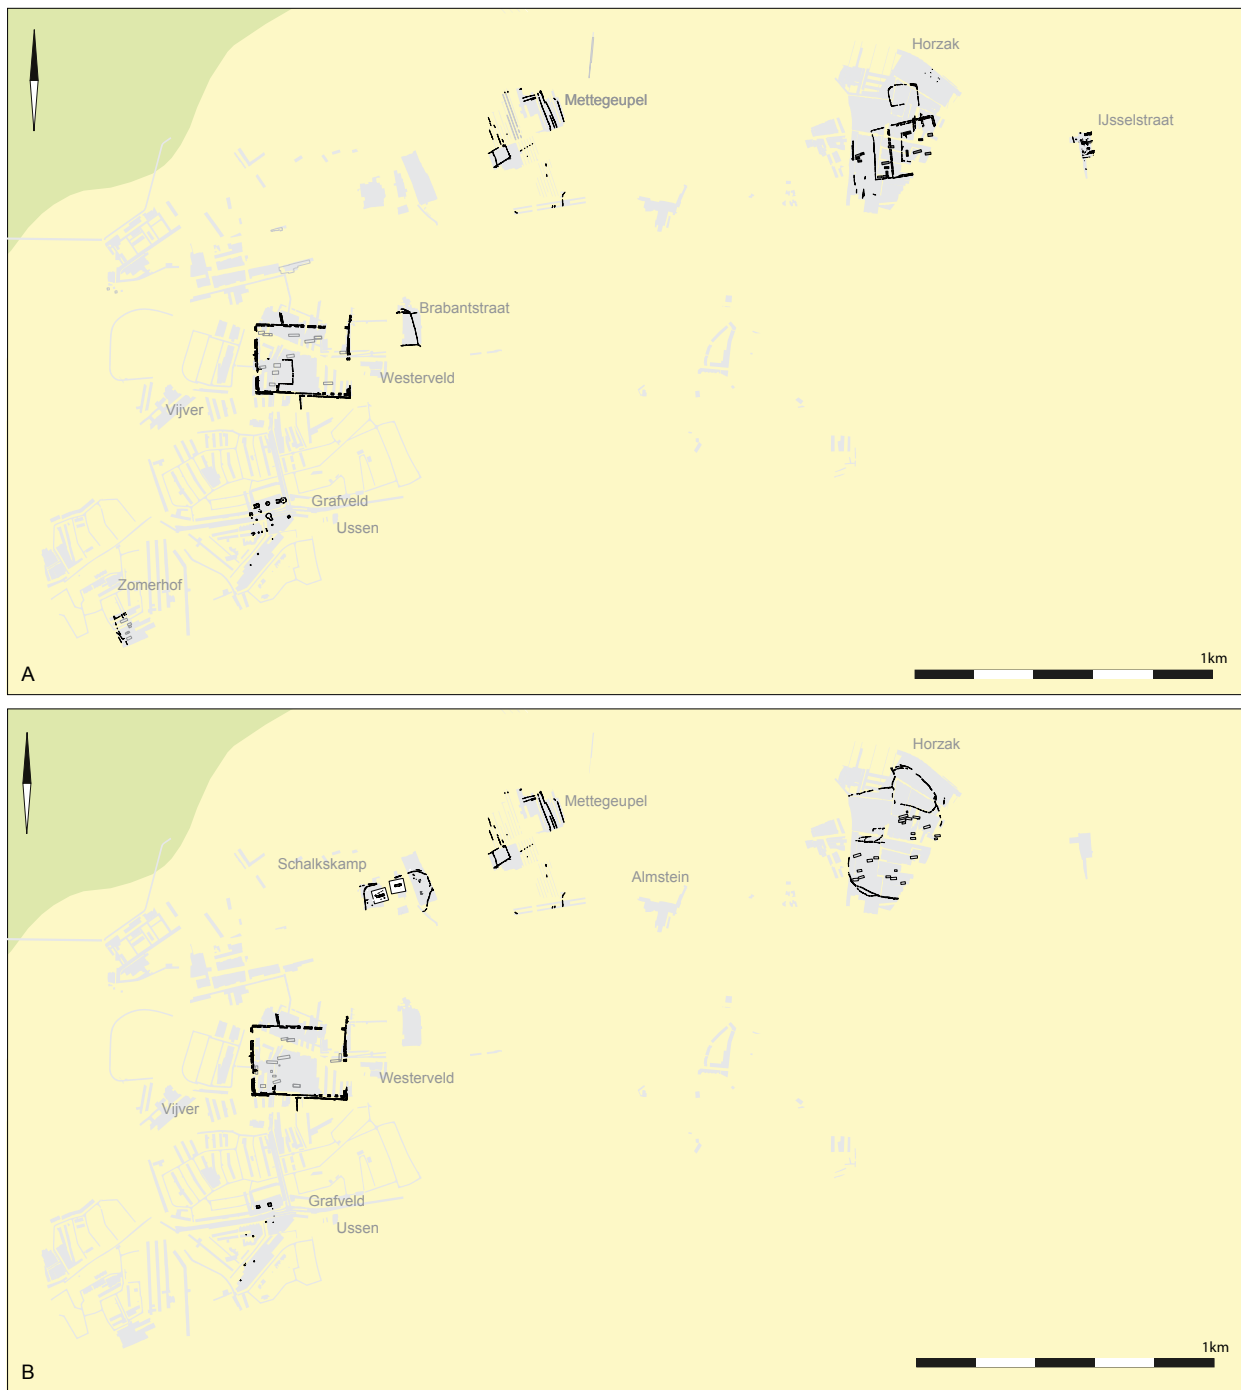 Horzak
Mettegeupel
IJsselstraat
Brabantstraat
Westerveld
Vijver
Grafveld
Ussen
Zomerhof
1km
A
Horzak
Mettegeupel
Schalkskamp
Almstein
Westerveld
Vijver
Grafveld
Ussen
1km
B